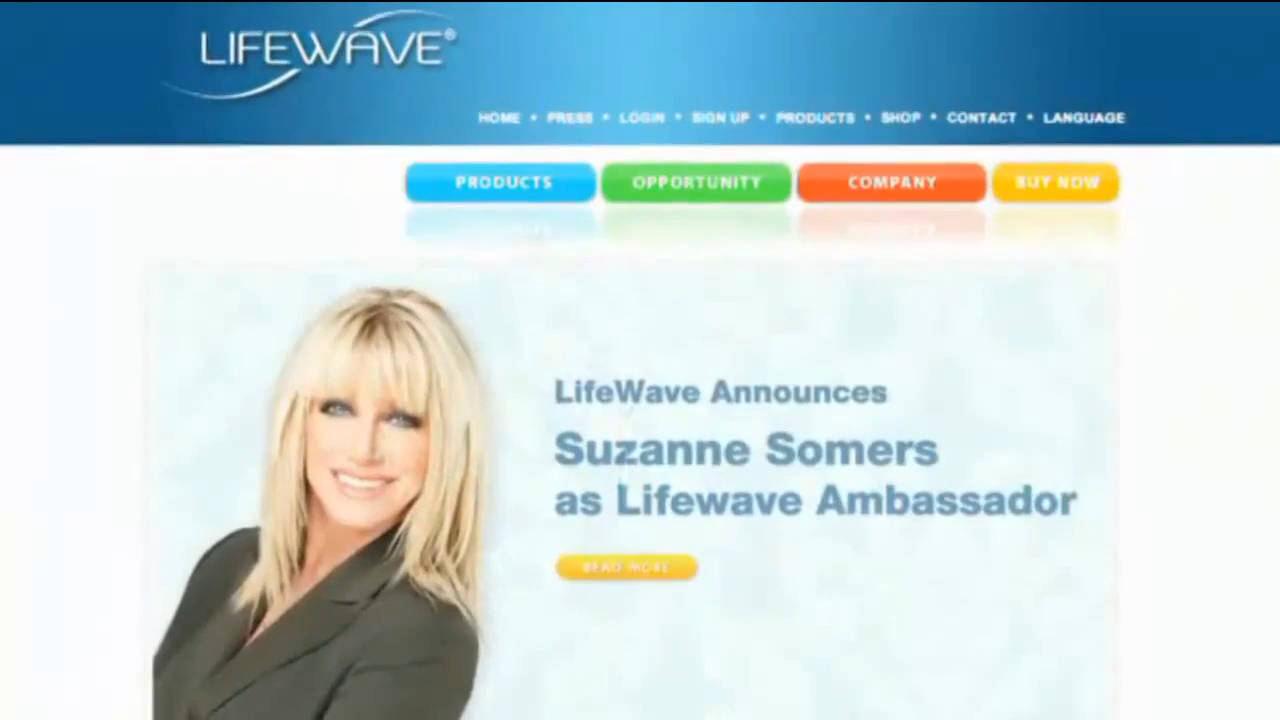 LIFEWAVE®
HOME • PRESS • LOGIN • SIGN UP • PRODUCTS • SHOP • CONTACT • LANGUAGE
PRODUCTS OPPORTUNITY COMPANY BUY NOW
LifeWave Announces
Suzanne Somers
as Lifewave Ambassador
READ MORE